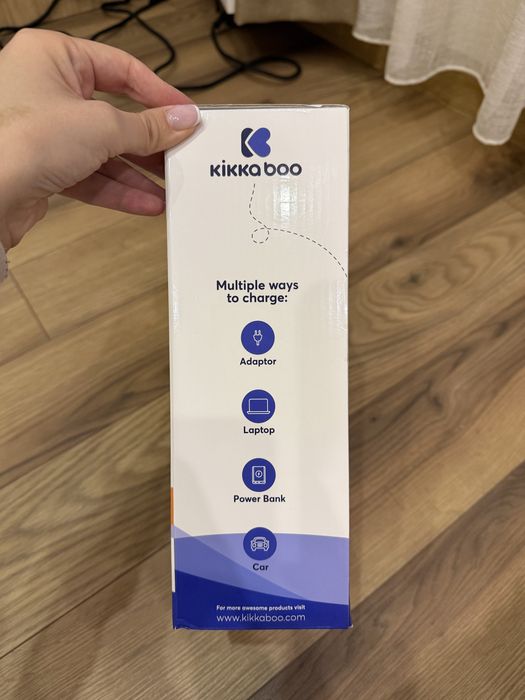 KIKKA BOO
Multiple ways
to charge:
Adaptor
Laptop
Power Bank
Car
For more awesome products visit
www.kikkaboo.com